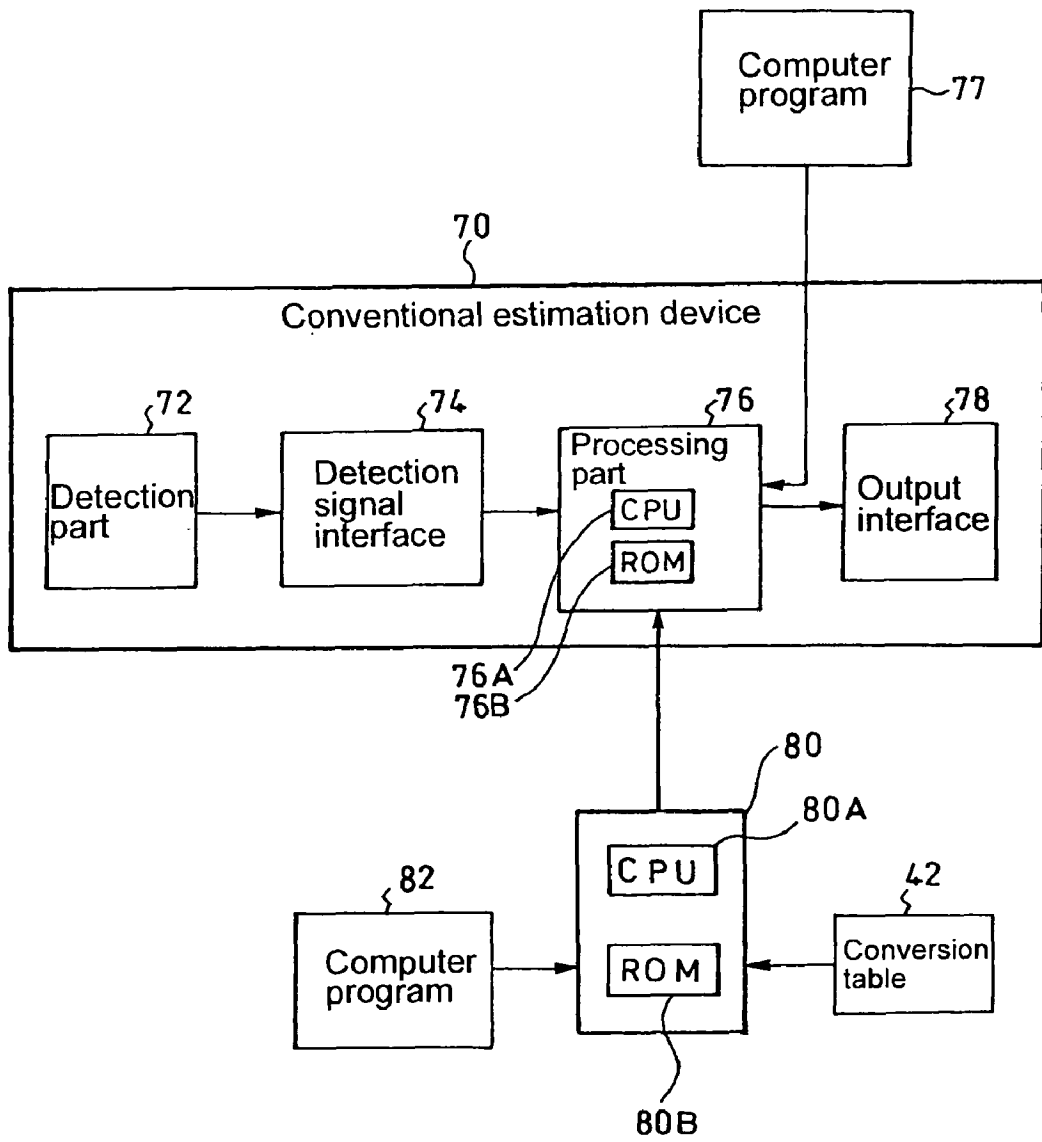 Computer
program
77
70
Conventional estimation device
72
74
76
78
Detection
part
Detection
signal
interface
Processing
part
CPU
ROM
Output
interface
76A
76B
80
80A
CPU
82
42
Computer
program
ROM
Conversion
table
80B